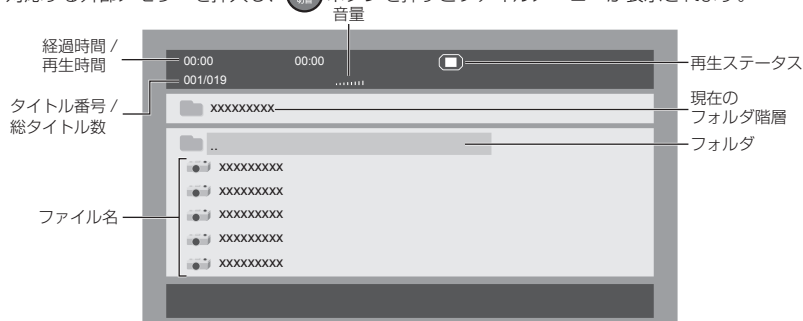 音量
経過時間 /
再生時間
タイトル番号 /
総タイトル数
ファイル名
00:00 00:00
001/019
xxxxxxxxx
..
xxxxxxxxx
xxxxxxxxx
xxxxxxxxx
xxxxxxxxx
xxxxxxxxx
再生ステータス
現在の
フォルダ階層
フォルダ